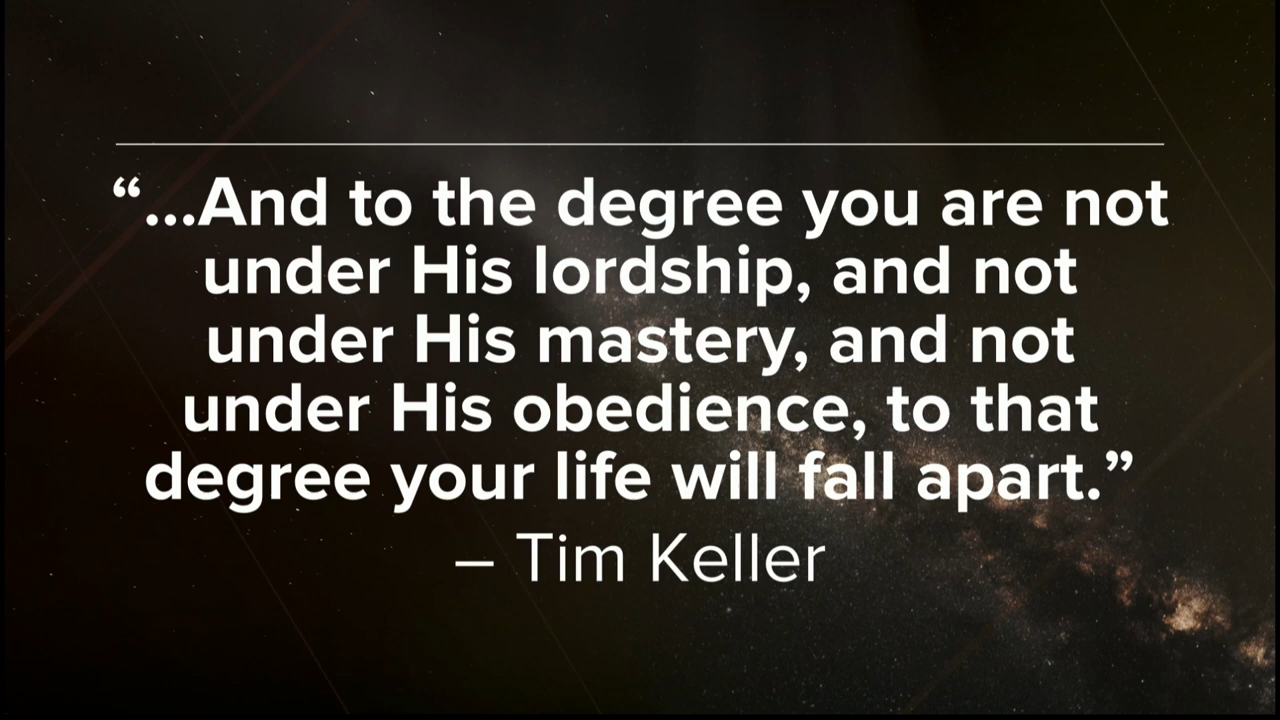 “...And to the degree you are not
under His lordship, and not
under His mastery, and not
under His obedience, to that
degree your life will fall apart.”
– Tim Keller